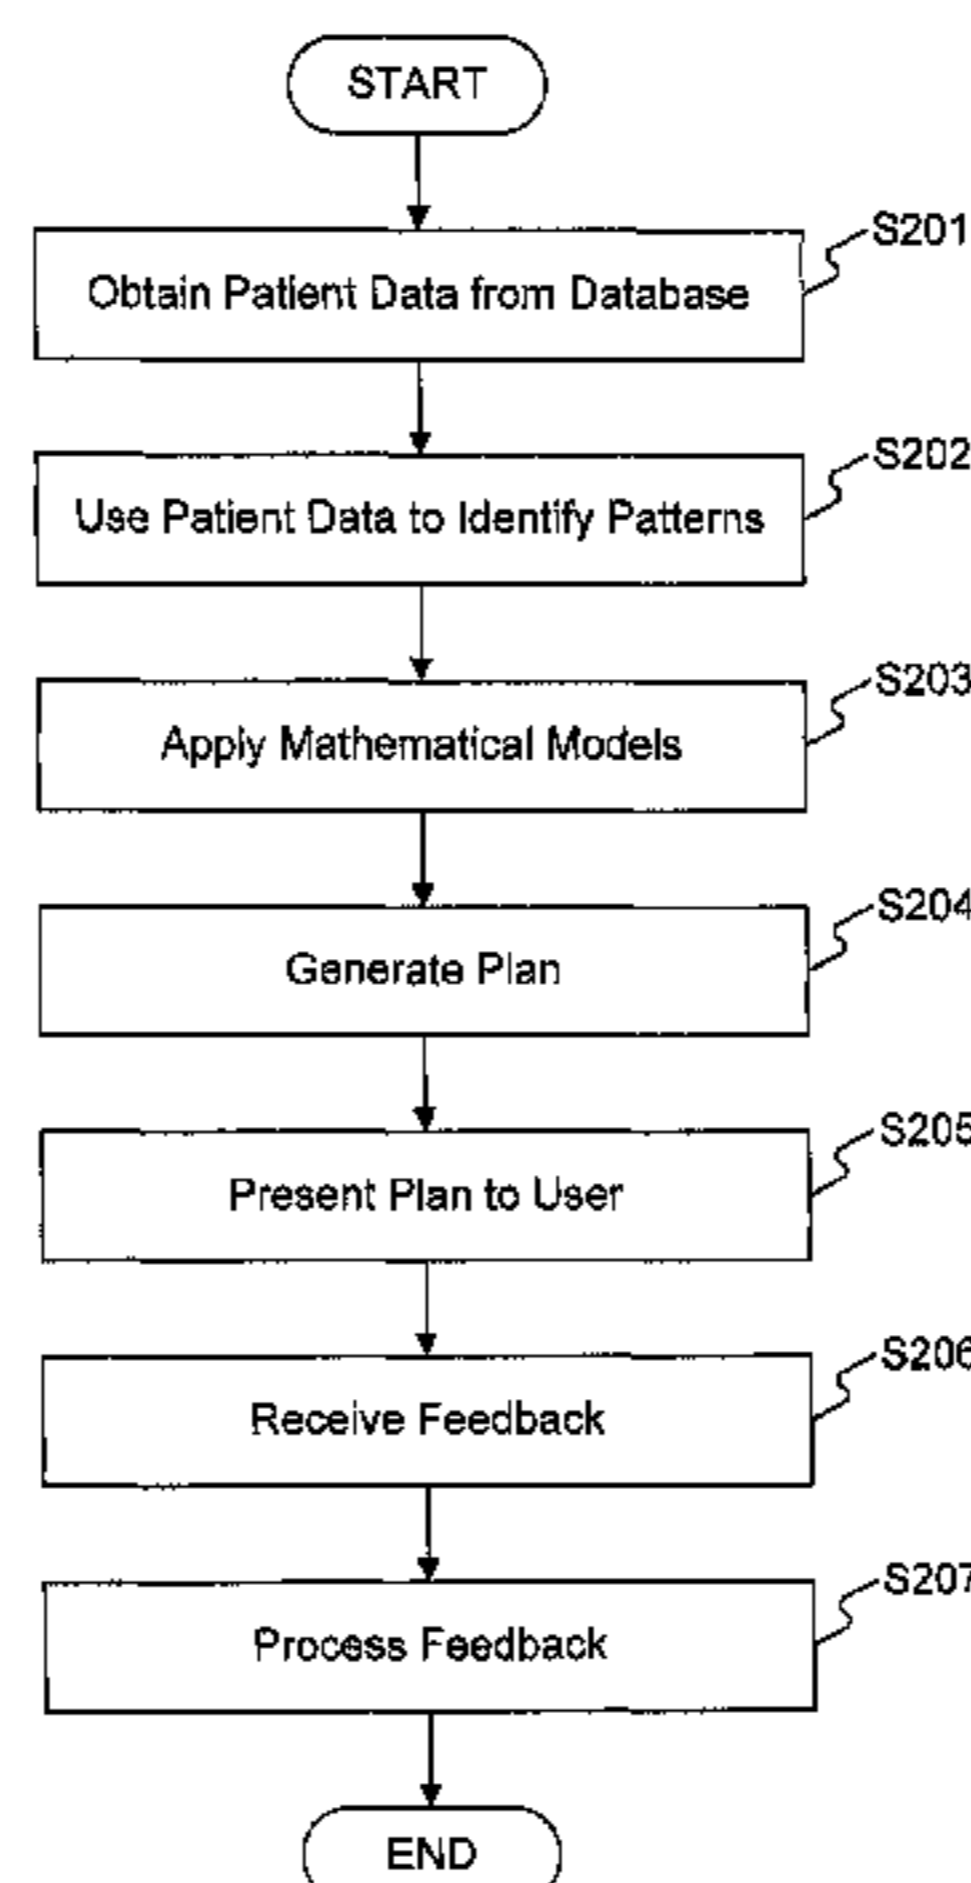 START
S201
Obtain Patient Data from Database
S202
Use Patient Data to Identify Patterns
S203
Apply Mathematical Models
S204
Generate Plan
S205
Present Plan to User
S206
Receive Feedback
S207
Process Feedback
END